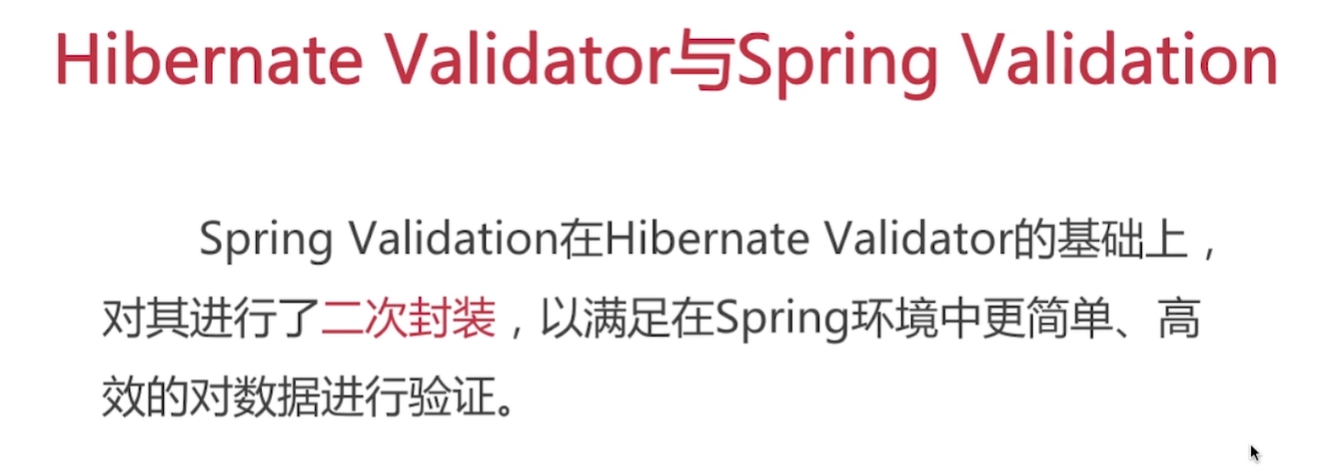 Hibernate Validator与Spring Validation
Spring Validation在Hibernate Validator的基础上，
对其进行了二次封装，以满足在Spring环境中更简单、高
效的对数据进行验证。